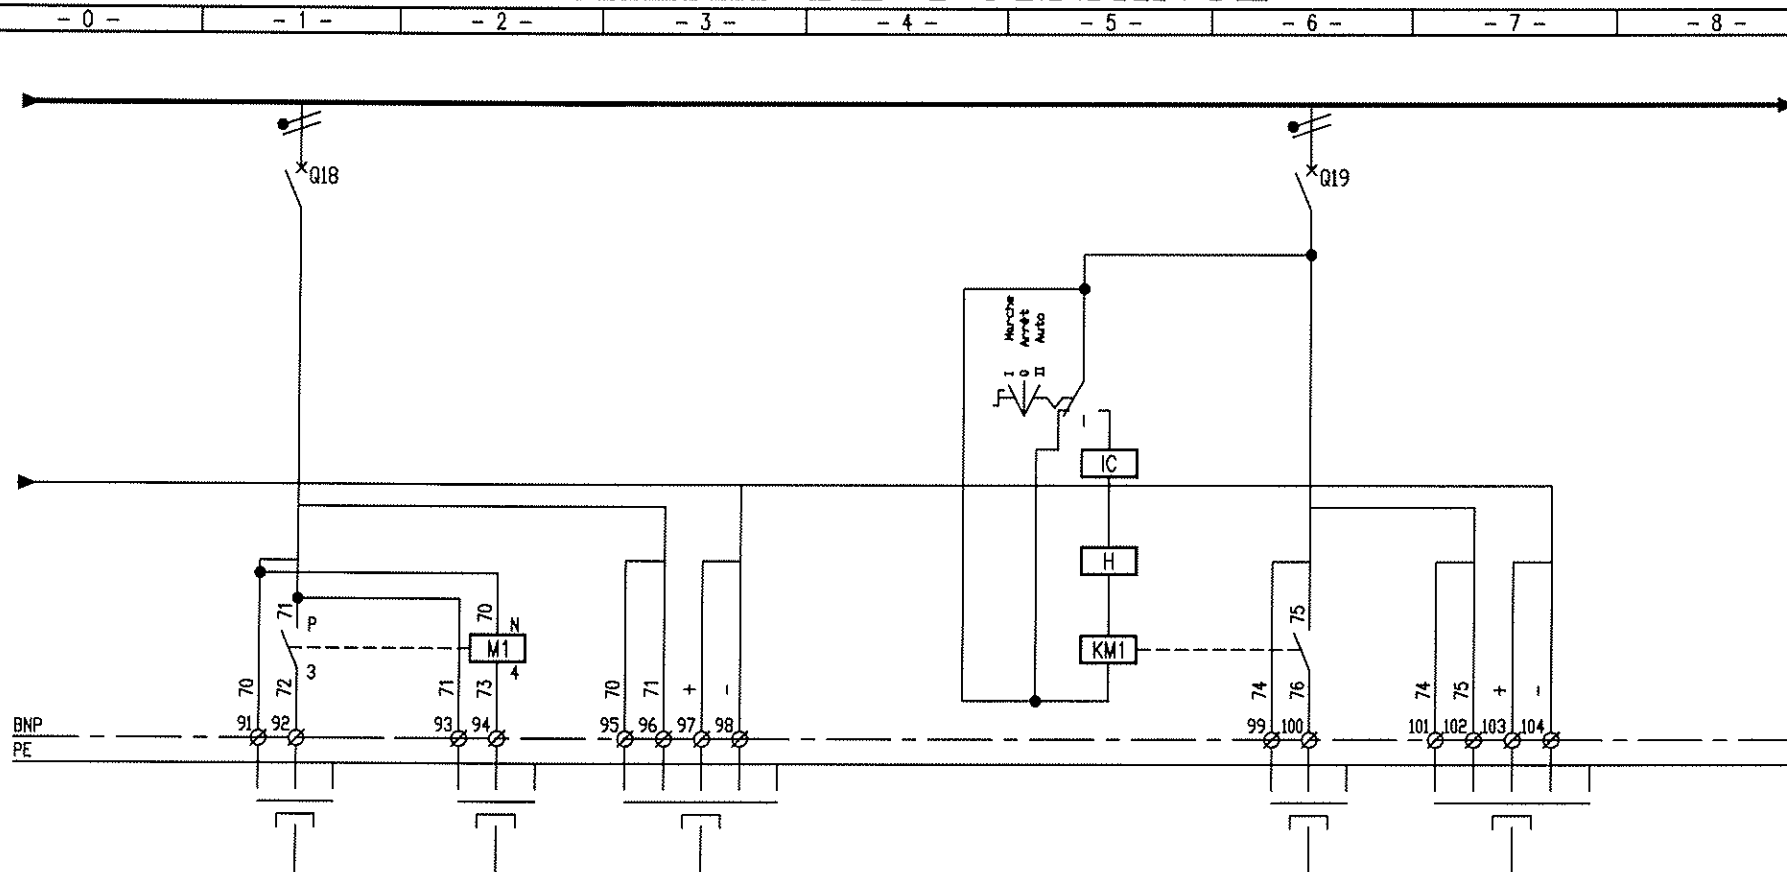 - 0 - - 1 - - 2 - - 3 - - 4 - - 5 - - 6 - - 7 - - 8 -
Q18 Q19
Marche
Arrêt
Auto
I 0 II
I
IC
H
71 P 70 N 75
M1 KM1
3 4
70 72 71 73 70 71 + - 74 76 74 75 + -
BNP 91 92 93 94 95 96 97 98 99 100 101 102 103 104
PE